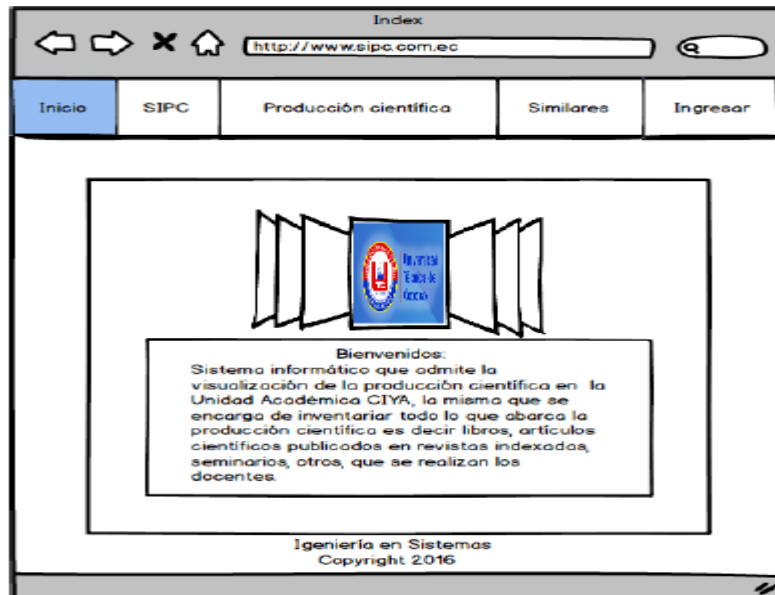 Index
http://www.sipc.com.ec
Inicio SIPC Producción científica Similares Ingresar
Bienvenidos:
Sistema informático que admite la
visualización de la producción científica en la
Unidad Académica CIYA, la misma que se
encarga de inventariar todo lo que abarca la
producción científica es decir libros, artículos
científicos publicados en revistas indexadas,
seminarios, otros, que se realizan los
docentes.
Igeniería en Sistemas
Copyright 2016